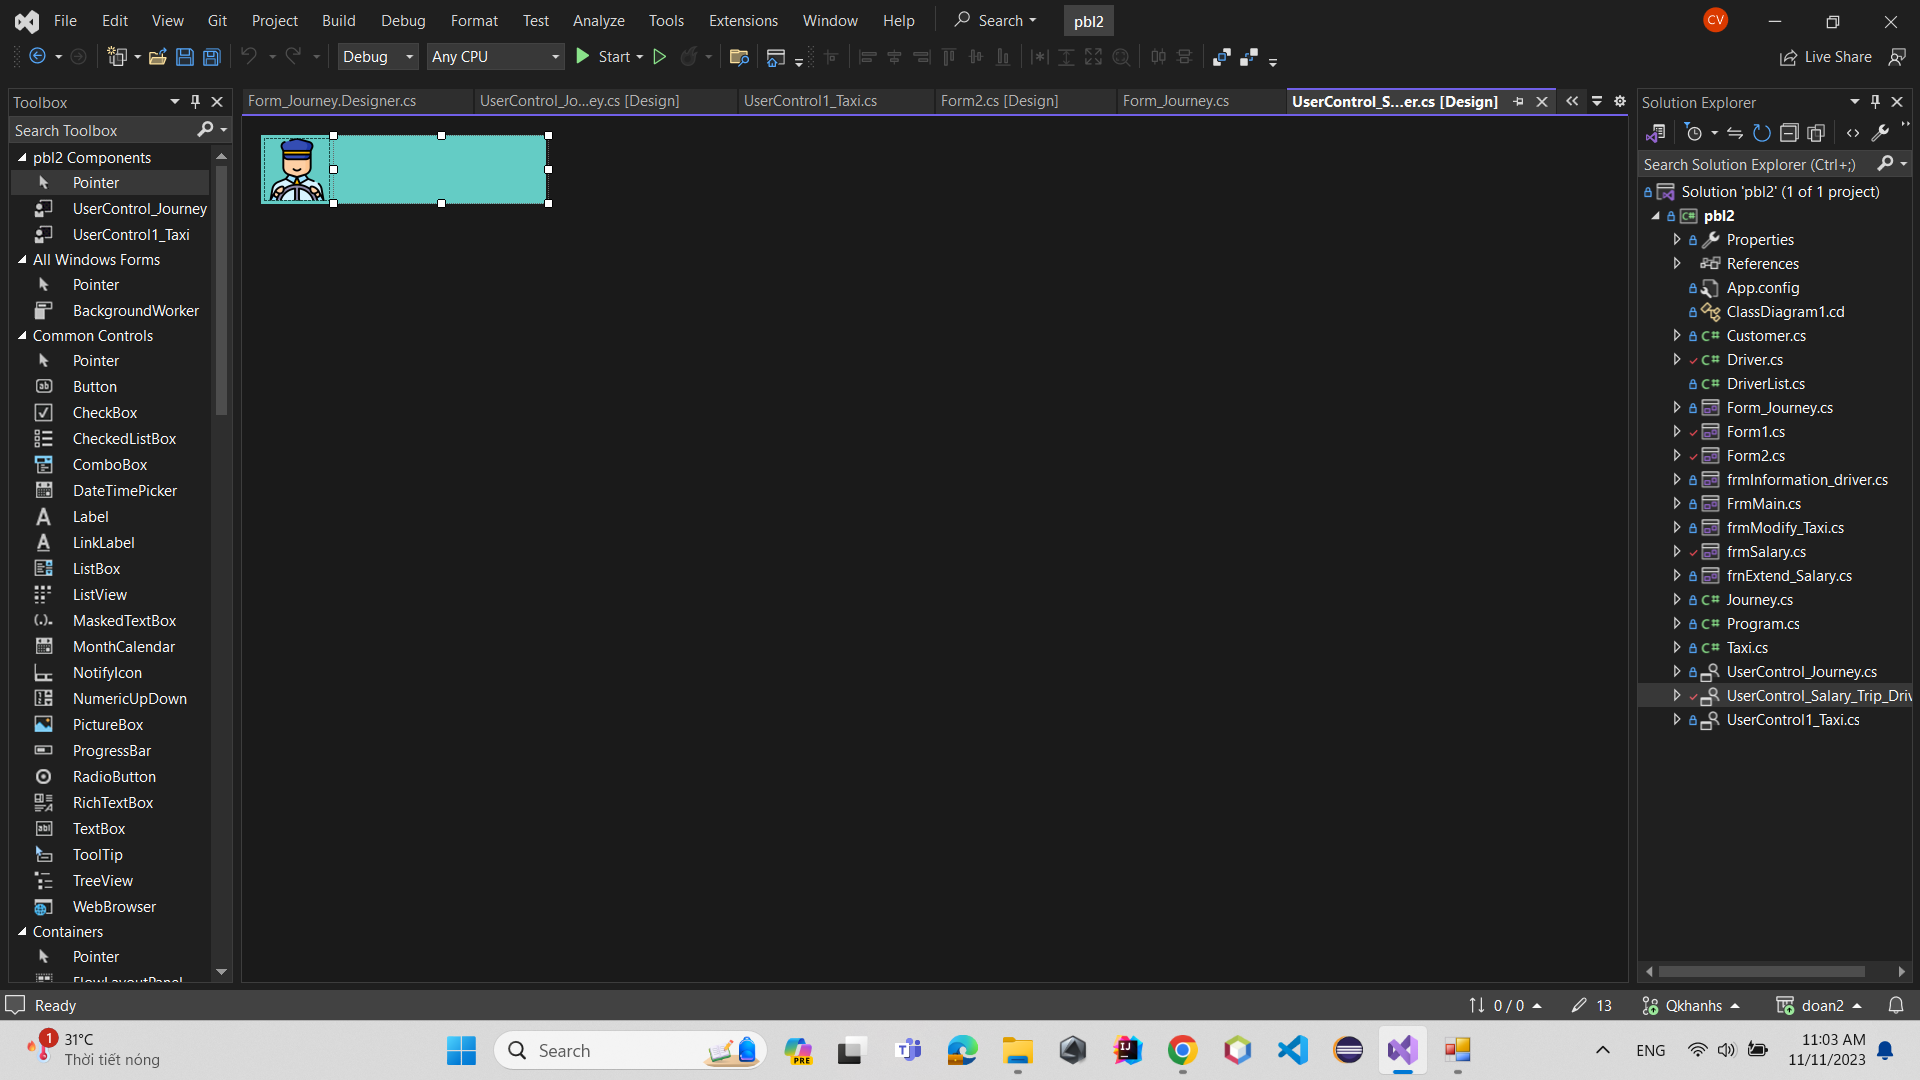 File Edit View Git Project Build Debug Format Test Analyze Tools Extensions Window Help Search pbl2 CV
Debug Any CPU Start Live Share
Toolbox
Search Toolbox
pbl2 Components
Pointer
UserControl_Journey
UserControl1_Taxi
All Windows Forms
Pointer
BackgroundWorker
Common Controls
Pointer
Button
CheckBox
CheckedListBox
ComboBox
DateTimePicker
Label
LinkLabel
ListBox
ListView
MaskedTextBox
MonthCalendar
NotifyIcon
NumericUpDown
PictureBox
ProgressBar
RadioButton
RichTextBox
TextBox
ToolTip
TreeView
WebBrowser
Containers
Pointer
FlowLayoutPanel
Form_Journey.Designer.cs UserControl_Jo...ey.cs [Design] UserControl1_Taxi.cs Form2.cs [Design] Form_Journey.cs UserControl_S...er.cs [Design]
Solution Explorer
Search Solution Explorer (Ctrl+;)
Solution 'pbl2' (1 of 1 project)
pbl2
Properties
References
App.config
ClassDiagram1.cd
Customer.cs
Driver.cs
DriverList.cs
Form_Journey.cs
Form1.cs
Form2.cs
frmInformation_driver.cs
FrmMain.cs
frmModify_Taxi.cs
frmSalary.cs
frnExtend_Salary.cs
Journey.cs
Program.cs
Taxi.cs
UserControl_Journey.cs
UserControl_Salary_Trip_Driv
UserControl1_Taxi.cs
Ready 0 / 0 13 Qkhanhs doan2
1 31°C
Thời tiết nóng
Search
PRE
ENG
11:03 AM
11/11/2023